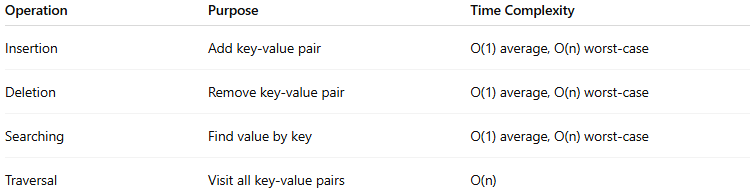 Operation Purpose Time Complexity
Insertion Add key-value pair O(1) average, O(n) worst-case
Deletion Remove key-value pair O(1) average, O(n) worst-case
Searching Find value by key O(1) average, O(n) worst-case
Traversal Visit all key-value pairs O(n)